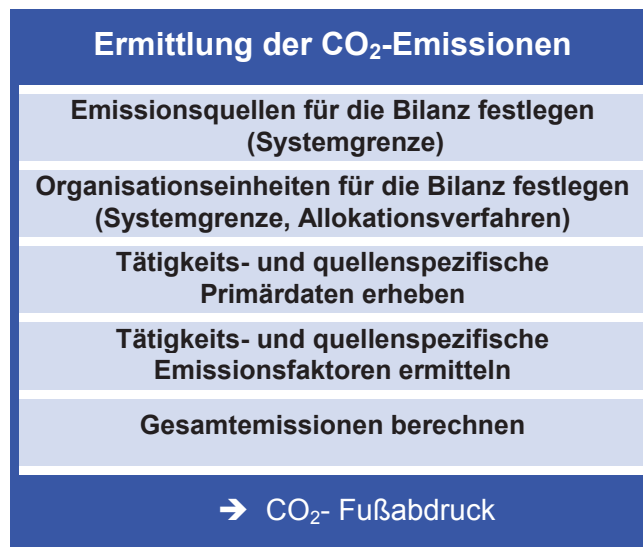 Ermittlung der CO₂-Emissionen
Emissionsquellen für die Bilanz festlegen
(Systemgrenze)
Organisationseinheiten für die Bilanz festlegen
(Systemgrenze, Allokationsverfahren)
Tätigkeits- und quellenspezifische
Primärdaten erheben
Tätigkeits- und quellenspezifische
Emissionsfaktoren ermitteln
Gesamtemissionen berechnen
➔ CO₂- Fußabdruck